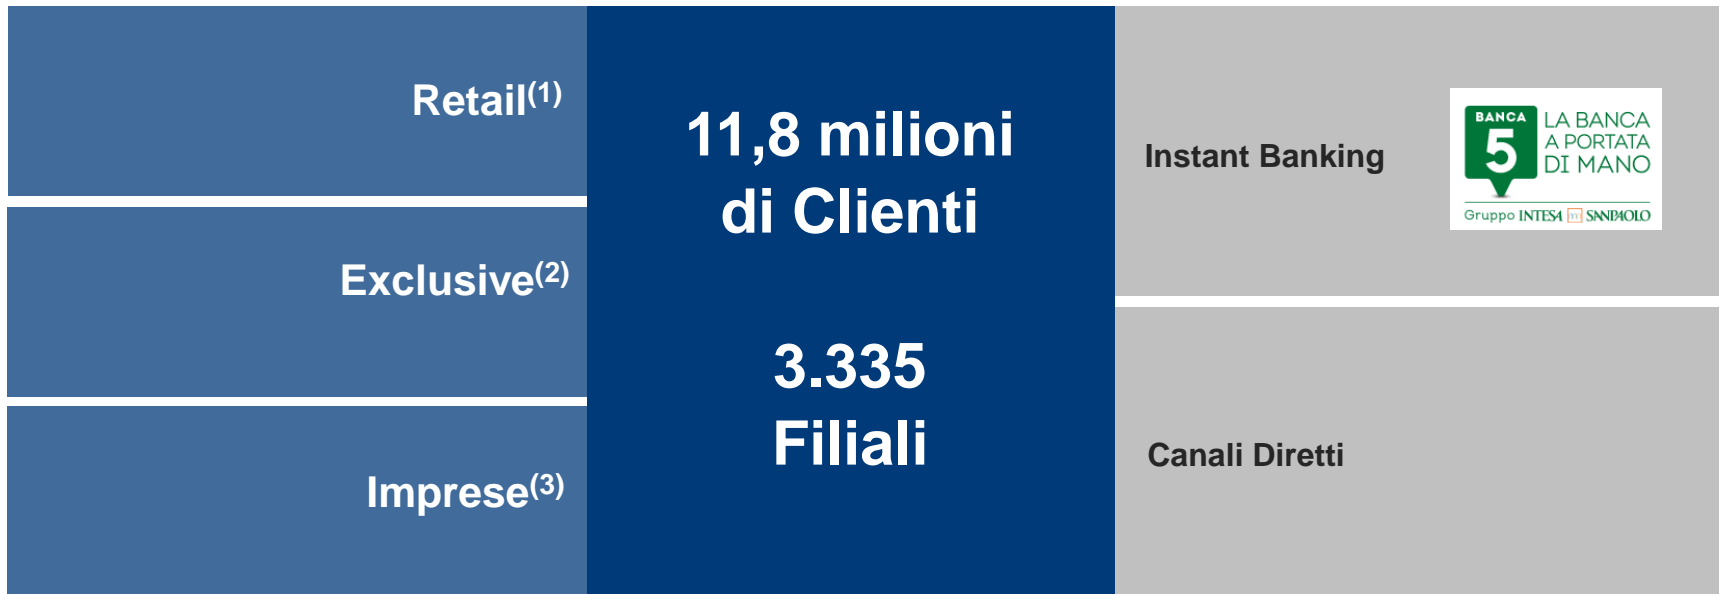 Retail(1)
Exclusive(2)
Imprese(3)
11,8 milioni
di Clienti
3.335
Filiali
Instant Banking
BANCA
5
LA BANCA
A PORTATA
DI MANO
Gruppo INTESA SANPAOLO
Canali Diretti